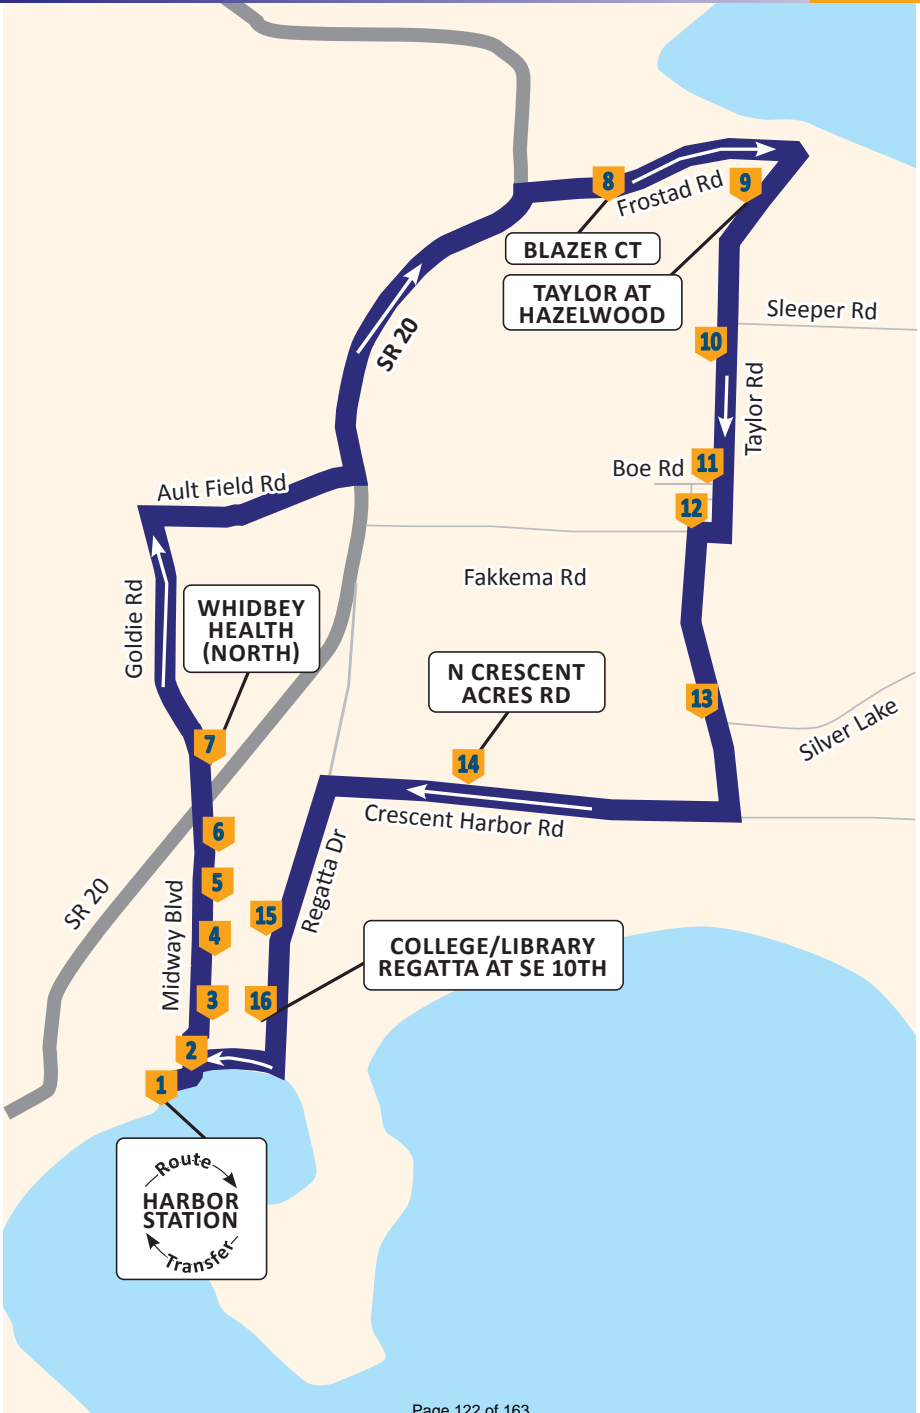 8
9
Frostad Rd
BLAZER CT
TAYLOR AT
HAZELWOOD
Sleeper Rd
10
SR 20
Taylor Rd
Boe Rd
11
12
Ault Field Rd
Fakkema Rd
Goldie Rd
WHIDBEY
HEALTH
(NORTH)
N CRESCENT
ACRES RD
13
Silver Lake
7
14
Crescent Harbor Rd
6
Regatta Dr
5
SR 20
Midway Blvd
15
4
COLLEGE/LIBRARY
REGATTA AT SE 10TH
3
16
2
1
Route
HARBOR
STATION
Transfer
Page 122 of 163